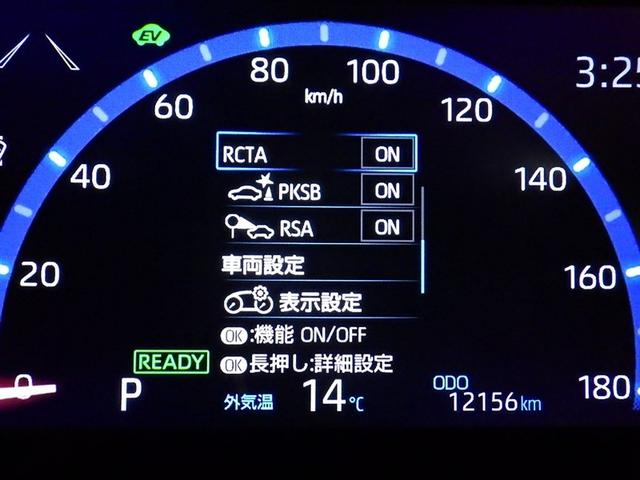 EV
80
100
3:25
60
km/h
120
RCTA ON
40
PKSB ON
140
RSA ON
車両設定
20
160
表示設定
OK:機能 ON/OFF
READY
OK長押し:詳細設定
0
P
外気温 14℃
ODO
12156 km
180